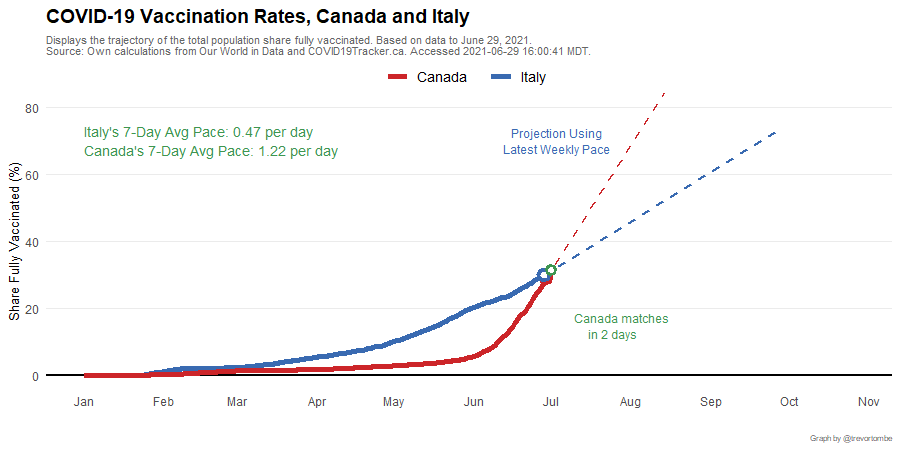 COVID-19 Vaccination Rates, Canada and Italy
Displays the trajectory of the total population share fully vaccinated. Based on data to June 29, 2021.
Source: Own calculations from Our World in Data and COVID19Tracker.ca. Accessed 2021-06-29 16:00:41 MDT.
Canada Italy
Italy's 7-Day Avg Pace: 0.47 per day
Canada's 7-Day Avg Pace: 1.22 per day
Projection Using
Latest Weekly Pace
Share Fully Vaccinated (%)
80
60
40
20
0
Canada matches
in 2 days
Jan Feb Mar Apr May Jun Jul Aug Sep Oct Nov
Graph by @trevortombe